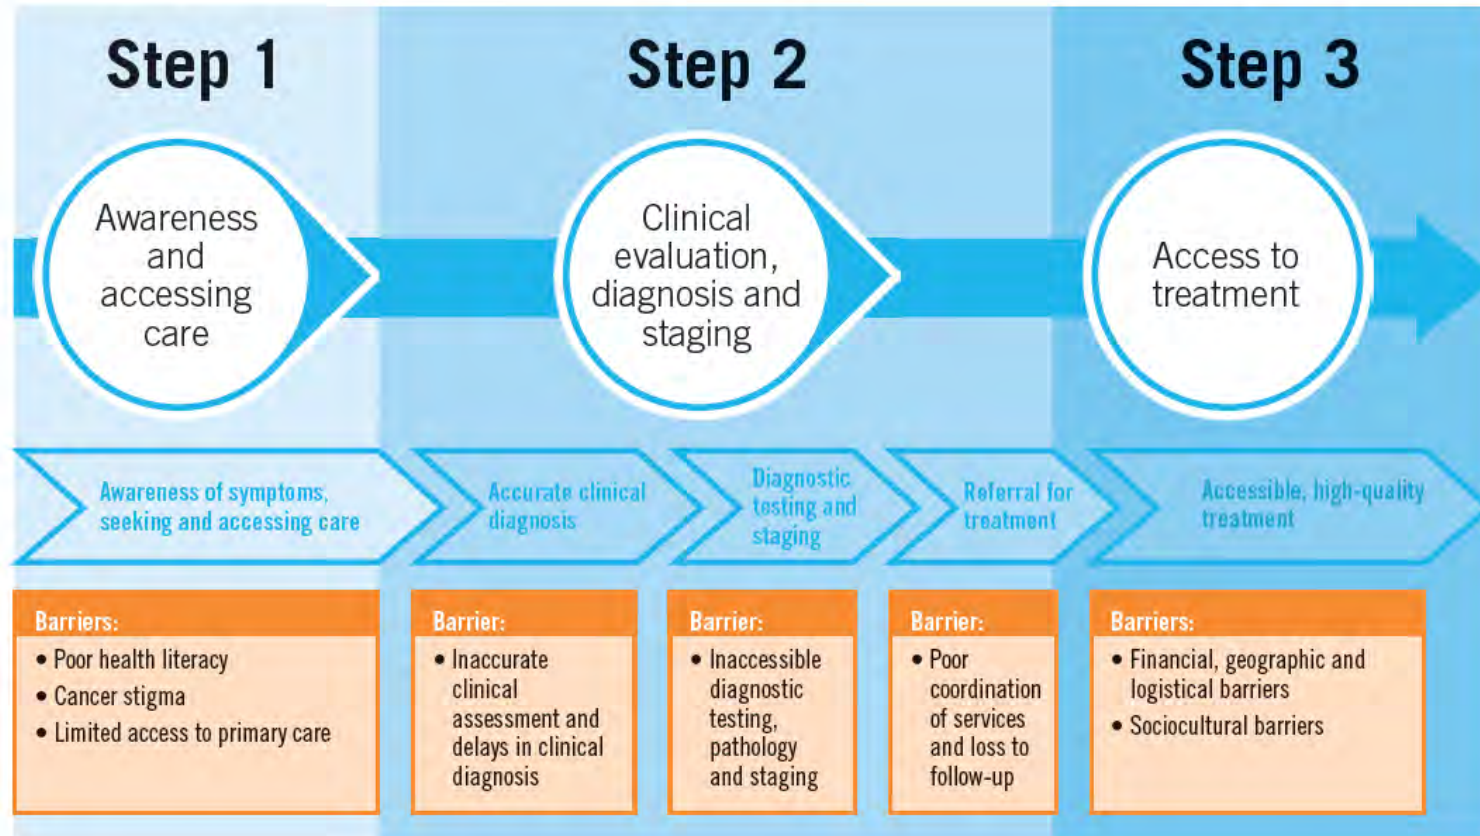 Step 1
Step 2
Step 3
Awareness
and
accessing
care
Clinical
evaluation,
diagnosis and
staging
Access to
treatment
Awareness of symptoms,
seeking and accessing care
Accurate clinical
diagnosis
Diagnostic
testing and
staging
Referral for
treatment
Accessible, high-quality
treatment
Barriers:
• Poor health literacy
• Cancer stigma
• Limited access to primary care
Barrier:
• Inaccurate
clinical
assessment and
delays in clinical
diagnosis
Barrier:
• Inaccessible
diagnostic
testing,
pathology
and staging
Barrier:
• Poor
coordination
of services
and loss to
follow-up
Barriers:
• Financial, geographic and
logistical barriers
• Sociocultural barriers